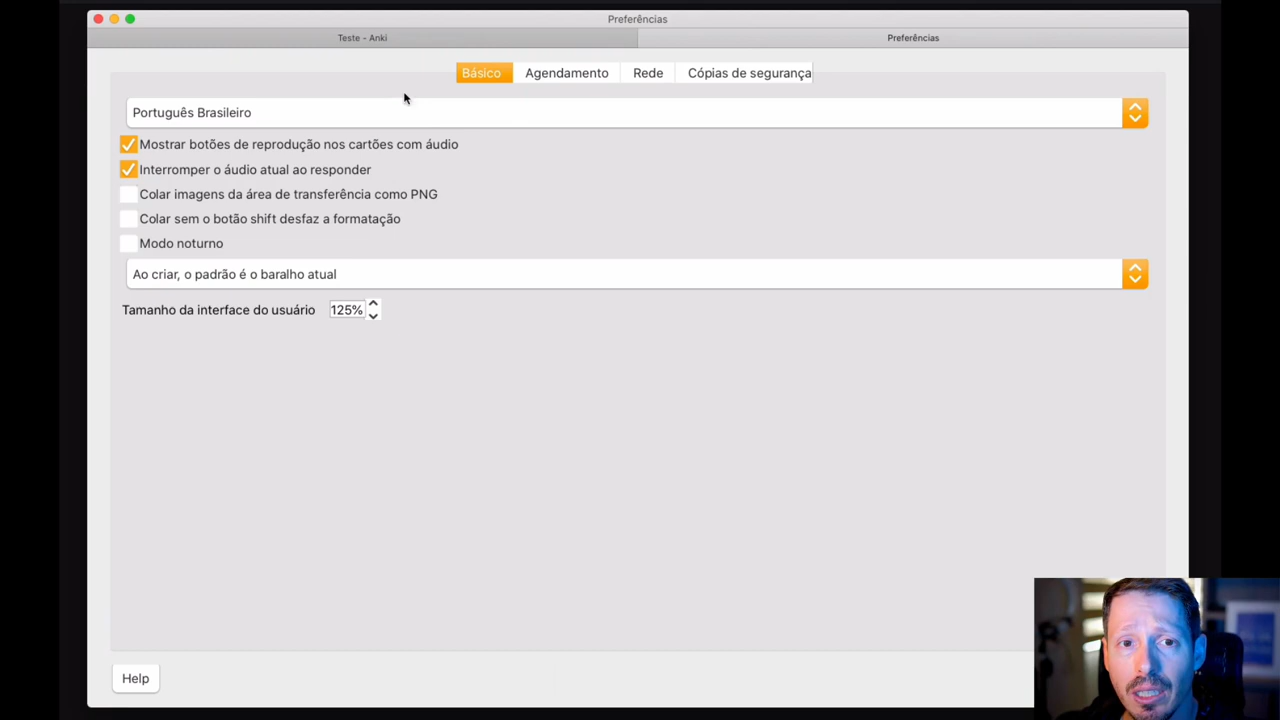 Preferências
Teste - Anki
Preferências
Básico
Agendamento
Rede
Cópias de segurança
Português Brasileiro
Mostrar botões de reprodução nos cartões com áudio
Interromper o áudio atual ao responder
Colar imagens da área de transferência como PNG
Colar sem o botão shift desfaz a formatação
Modo noturno
Ao criar, o padrão é o baralho atual
Tamanho da interface do usuário 125%
Help